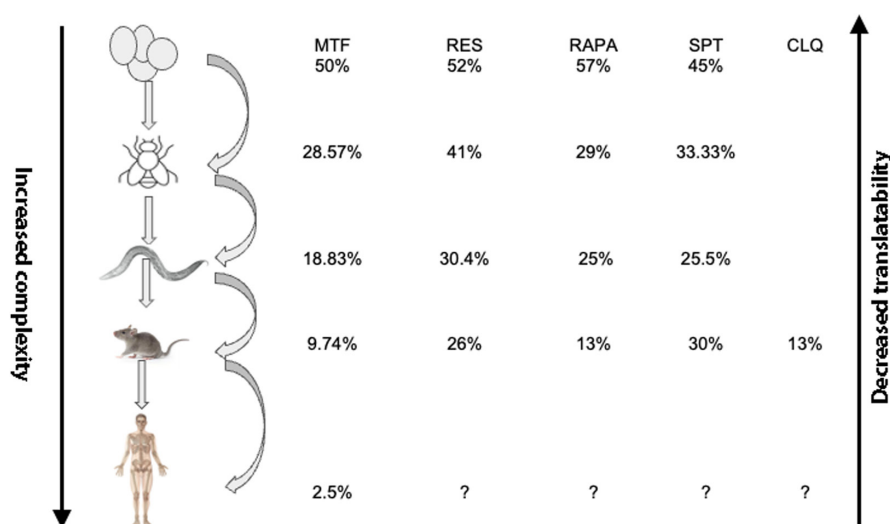 MTF RES RAPA SPT CLQ
50% 52% 57% 45%
28.57% 41% 29% 33.33%
18.83% 30.4% 25% 25.5%
9.74% 26% 13% 30% 13%
2.5% ? ? ? ?
Increased complexity
Decreased translatability